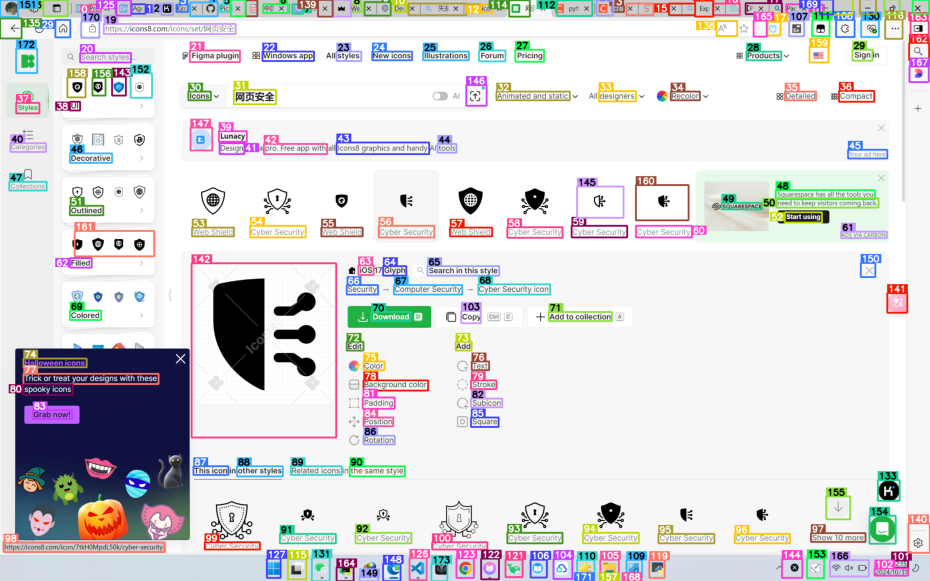 https://icons8.com/icons/set/网页安全
Search styles...
Figma plugin
Windows app
All styles
New icons
Illustrations
Forum
Pricing
Products
Sign in
Icons
网页安全
AI
Animated and static
All designers
Recolor
Detailed
Compact
Styles
UI
Categories
Collections
Decorative
Outlined
Filled
Colored
Lunacy
Design a pro. Free app with all Icons8 graphics and handy AI tools
Your ad here
Web Shield
Cyber Security
Web Shield
Cyber Security
Web Shield
Cyber Security
Cyber Security
Cyber Security
SQUARESPACE
Squarespace has all the tools you
need to keep visitors coming back.
Start using
ADS VIA CARBON
iOS 17 Glyph
Search in this style
Security → Computer Security → Cyber Security icon
Download D
Copy Ctrl C
Add to collection A
Edit
Add
Color
Text
Background color
Stroke
Padding
Subicon
Position
Square
Rotation
Halloween icons
Trick or treat your designs with these
spooky icons
Grab now!
This icon in other styles
Related icons in the same style
Cyber Security
Cyber Security
Cyber Security
Cyber Security
Cyber Security
Cyber Security
Cyber Security
Cyber Security
Show 10 more
https://icons8.com/icon/7tkH0MpdL50k/cyber-security